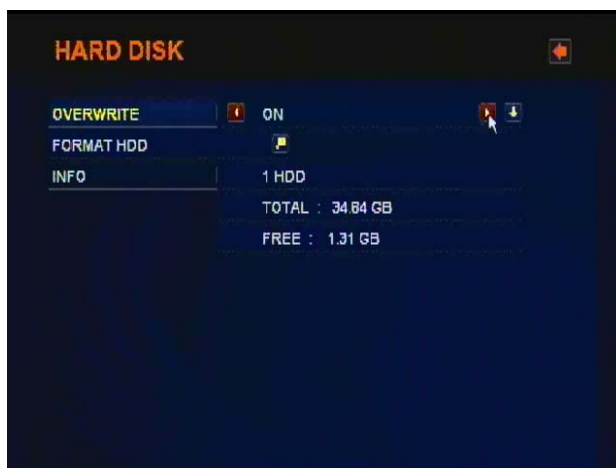 HARD DISK
OVERWRITE ON
FORMAT HDD
INFO 1 HDD
TOTAL : 34.84 GB
FREE : 1.31 GB